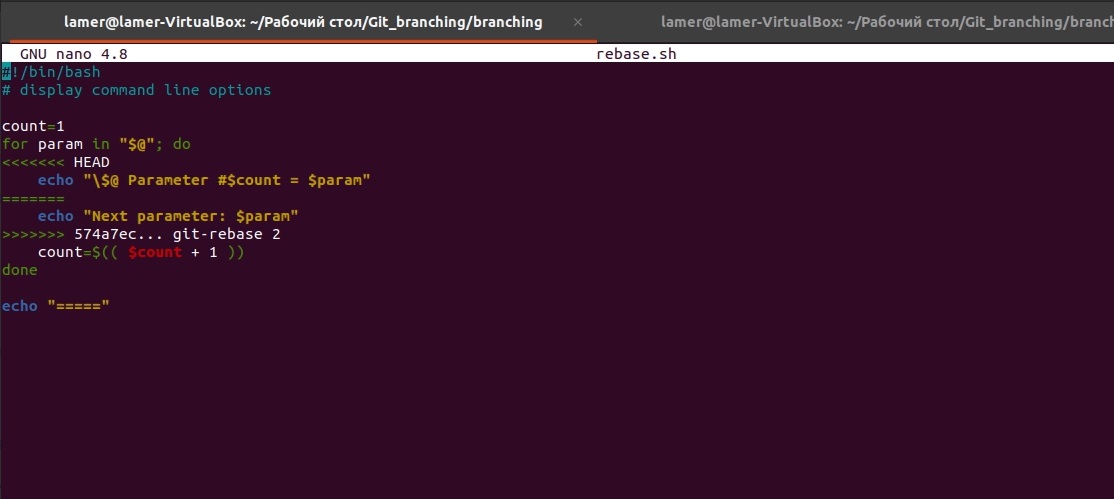 lamer@lamer-VirtualBox: ~/Рабочий стол/Git_branching/branching ×
lamer@lamer-VirtualBox: ~/Рабочий стол/Git_branching/branch
GNU nano 4.8 rebase.sh
#!/bin/bash
# display command line options

count=1
for param in "$@"; do
<<<<<<< HEAD
    echo "\$@ Parameter #$count = $param"
=======
    echo "Next parameter: $param"
>>>>>>> 574a7ec... git-rebase 2
    count=$(( $count + 1 ))
done

echo "====="